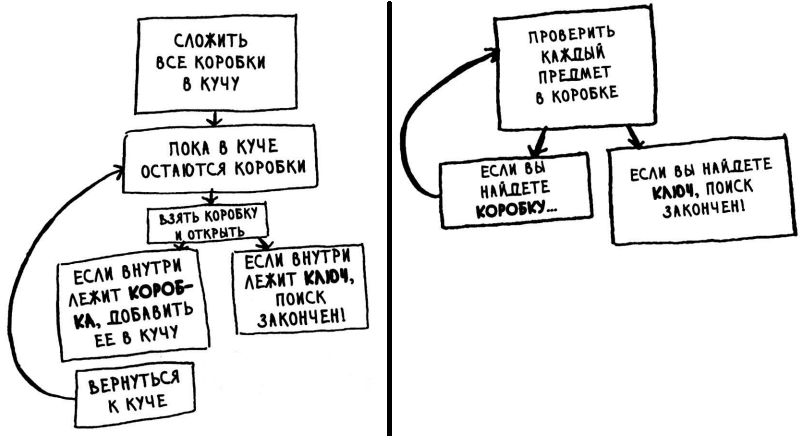 СЛОЖИТЬ
ВСЕ КОРОБКИ
В КУЧУ
ПОКА В КУЧЕ
ОСТАЮТСЯ КОРОБКИ
ВЗЯТЬ КОРОБКУ
И ОТКРЫТЬ
ЕСЛИ ВНУТРИ
ЛЕЖИТ КОРОБ-
КА, ДОБАВИТЬ
ЕЕ В КУЧУ
ЕСЛИ ВНУТРИ
ЛЕЖИТ КЛЮЧ,
ПОИСК
ЗАКОНЧЕН!
ВЕРНУТЬСЯ
К КУЧЕ
ПРОВЕРИТЬ
КАЖДЫЙ
ПРЕДМЕТ
В КОРОБКЕ
ЕСЛИ ВЫ
НАЙДЕТЕ
КОРОБКУ...
ЕСЛИ ВЫ НАЙДЕТЕ
КЛЮЧ, ПОИСК
ЗАКОНЧЕН!